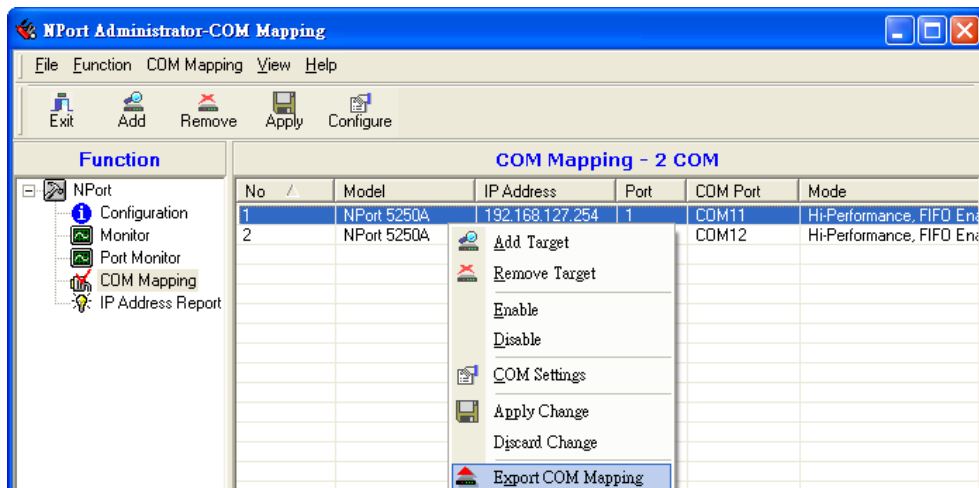 NPort Administrator-COM Mapping
File Function COM Mapping View Help
Exit Add Remove Apply Configure
Function
COM Mapping - 2 COM
NPort
Configuration
Monitor
Port Monitor
COM Mapping
IP Address Report
No Model IP Address Port COM Port Mode
1 NPort 5250A 192.168.127.254 1 COM11 Hi-Performance, FIFO Ena
2 NPort 5250A COM12 Hi-Performance, FIFO Ena
Add Target
Remove Target
Enable
Disable
COM Settings
Apply Change
Discard Change
Export COM Mapping